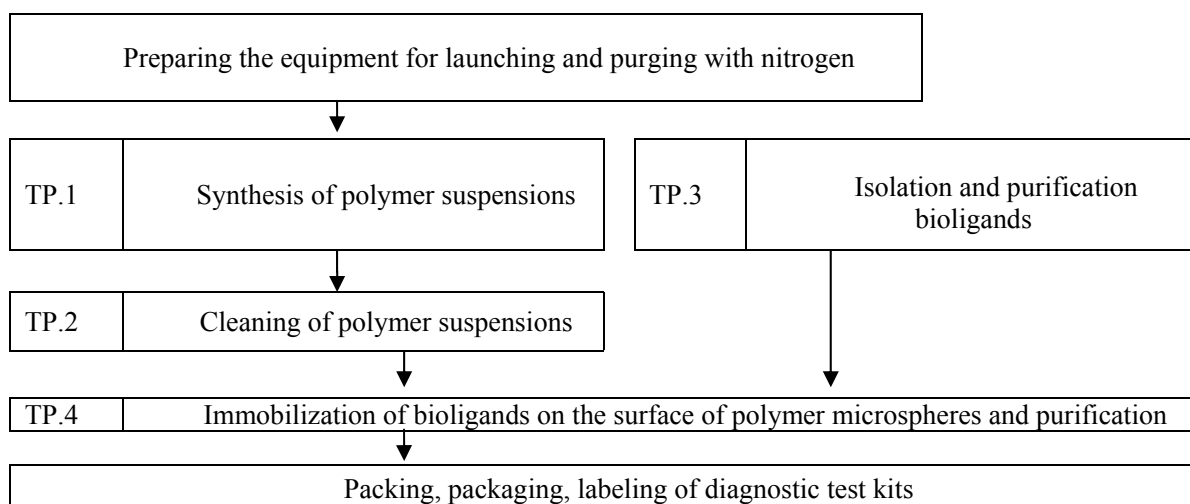 Preparing the equipment for launching and purging with nitrogen
TP.1
Synthesis of polymer suspensions
TP.3
Isolation and purification
bioligands
TP.2
Cleaning of polymer suspensions
TP.4
Immobilization of bioligands on the surface of polymer microspheres and purification
Packing, packaging, labeling of diagnostic test kits